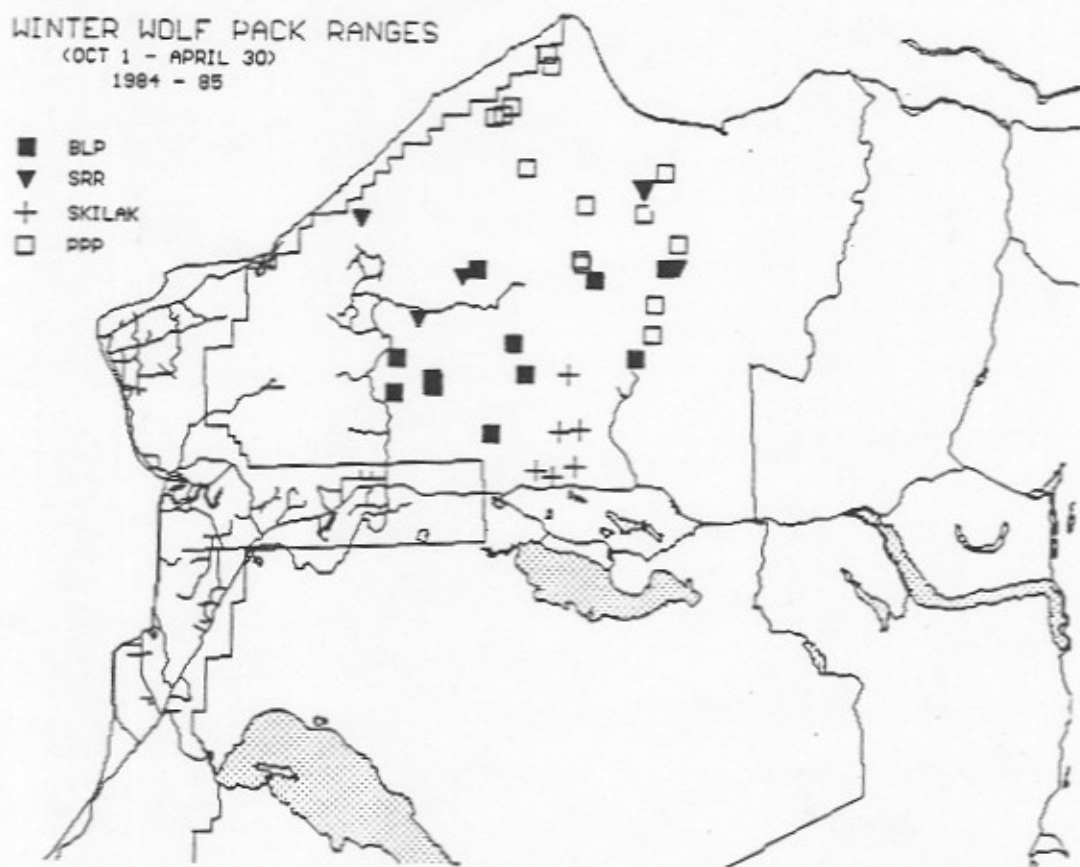 WINTER WOLF PACK RANGES
(OCT 1 - APRIL 30)
1984 - 85
BLP
SRR
SKILAK
PPP